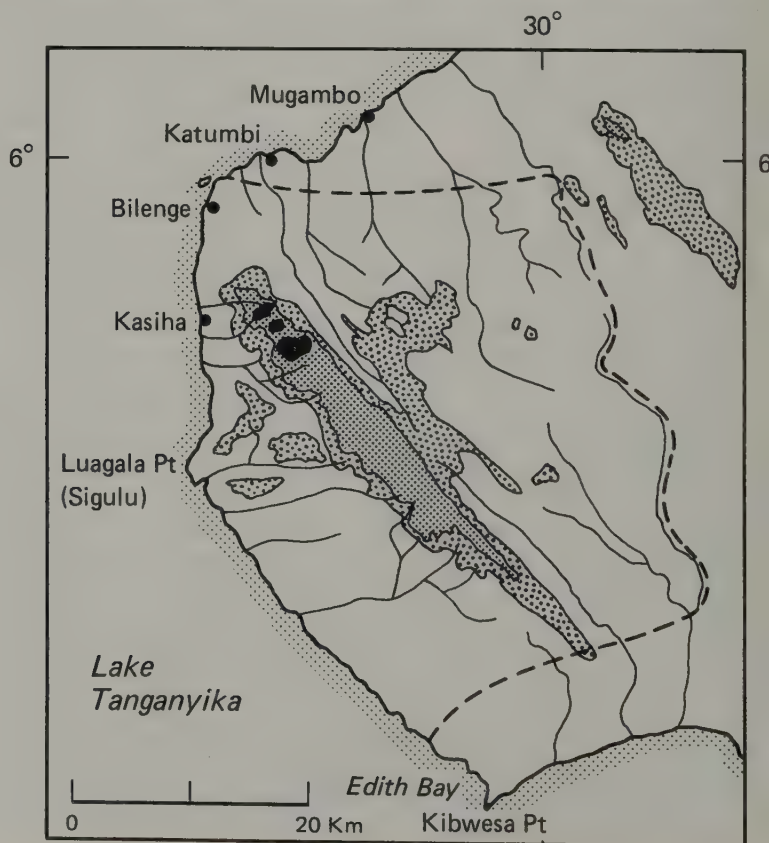 30°
Mugambo
Katumbi
6°
6
Bilenge
Kasiha
Luagala Pt
(Sigulu)
Lake
Tanganyika
Edith Bay
0
20 Km
Kibwesa Pt